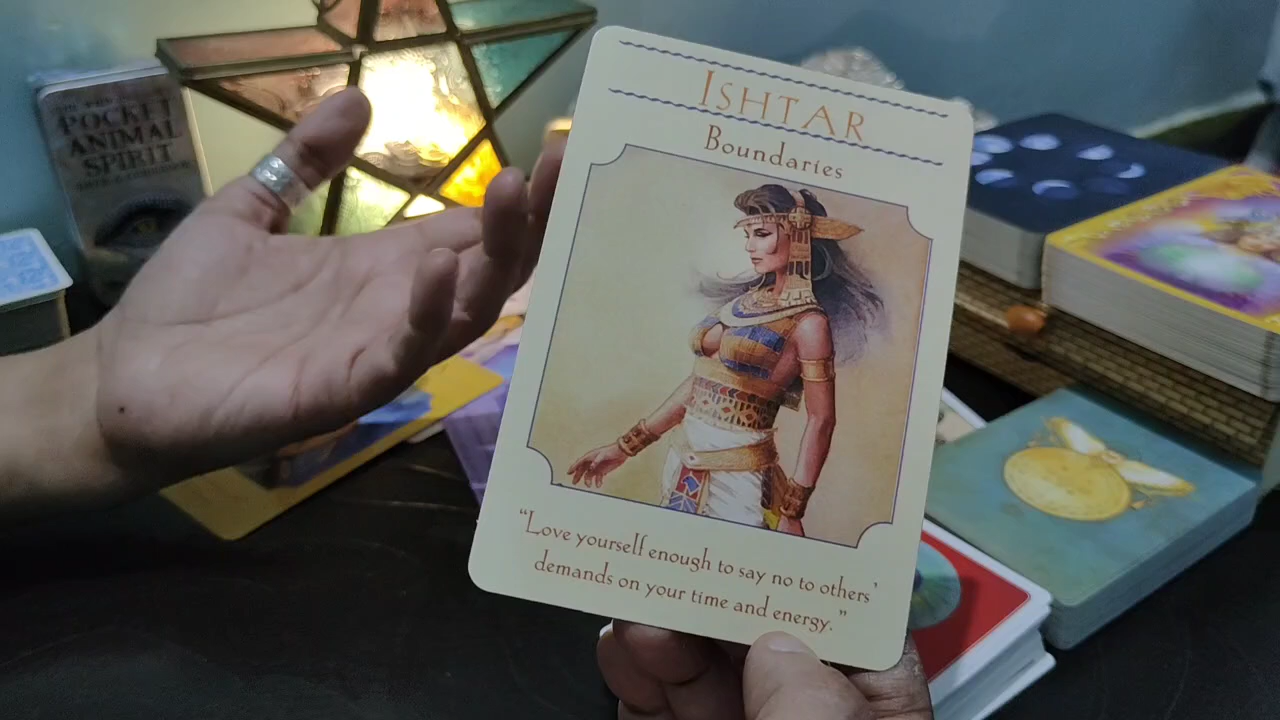 ISHTAR
Boundaries
“Love yourself enough to say no to others’
demands on your time and energy.”
POCKET
ANIMAL
SPIRIT